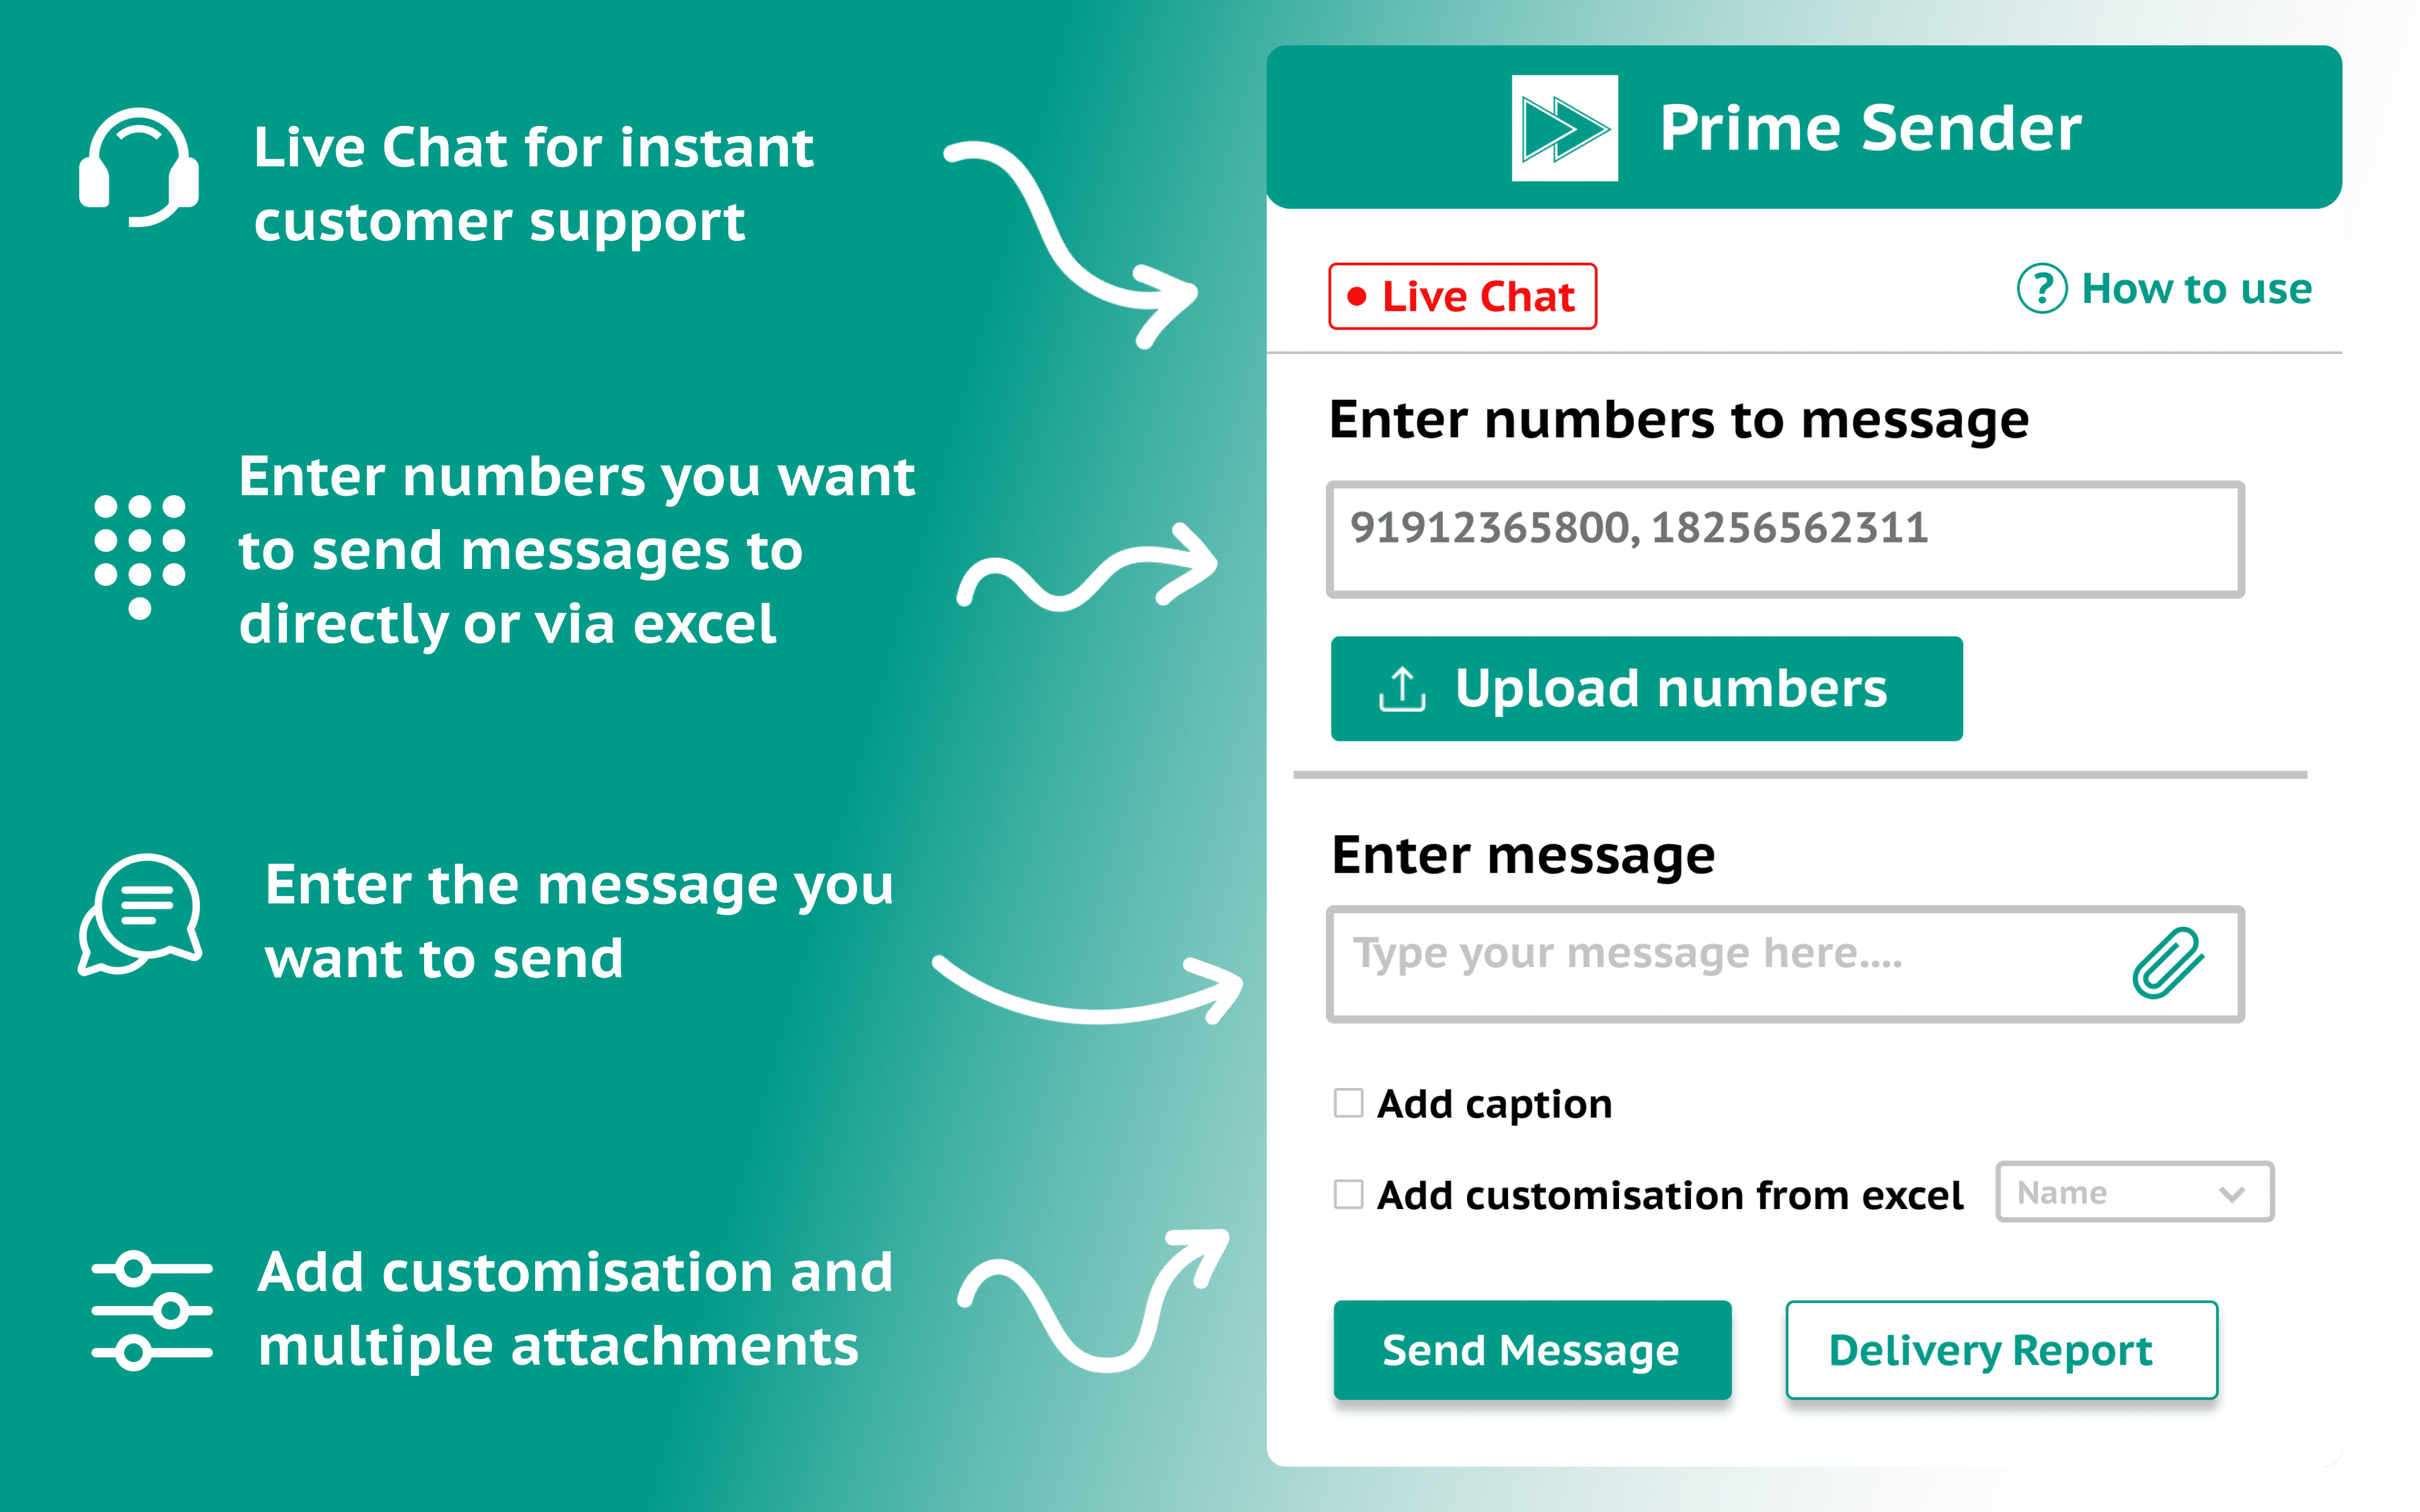 Live Chat for instant
customer support
Enter numbers you want
to send messages to
directly or via excel
Enter the message you
want to send
Add customisation and
multiple attachments
Prime Sender
Live Chat
? How to use
Enter numbers to message
91912365800, 18256562311
Upload numbers
Enter message
Type your message here....
Add caption
Add customisation from excel
Name
Send Message
Delivery Report